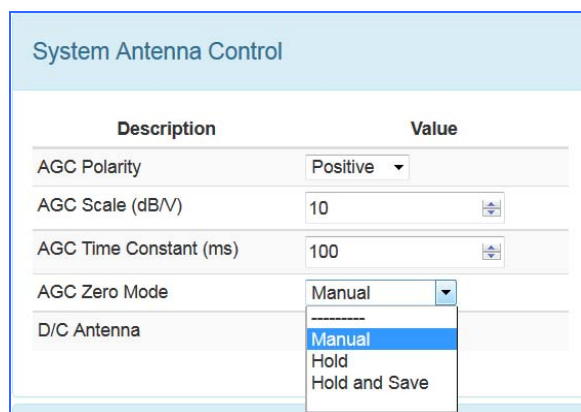 System Antenna Control
Description Value
AGC Polarity Positive
AGC Scale (dB/V) 10
AGC Time Constant (ms) 100
AGC Zero Mode Manual
---------
D/C Antenna Manual
Hold
Hold and Save